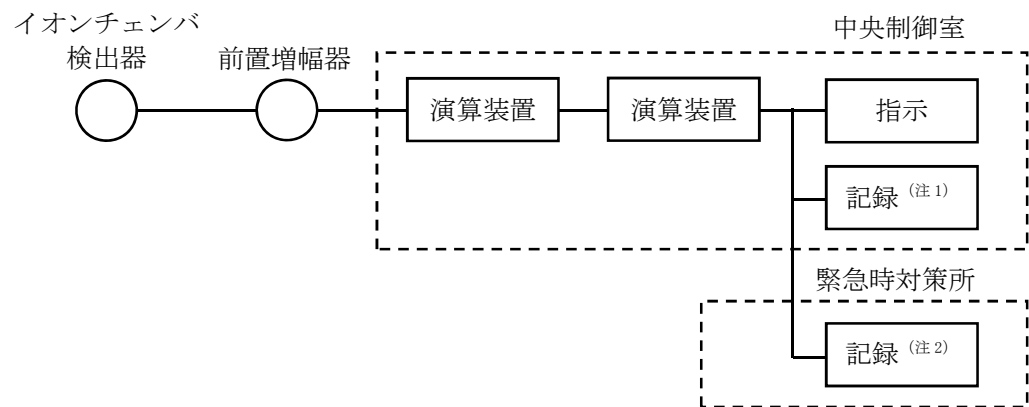 イオンチェンバ
検出器
前置増幅器
中央制御室
演算装置
演算装置
指示
記録（注1）
緊急時対策所
記録（注2）